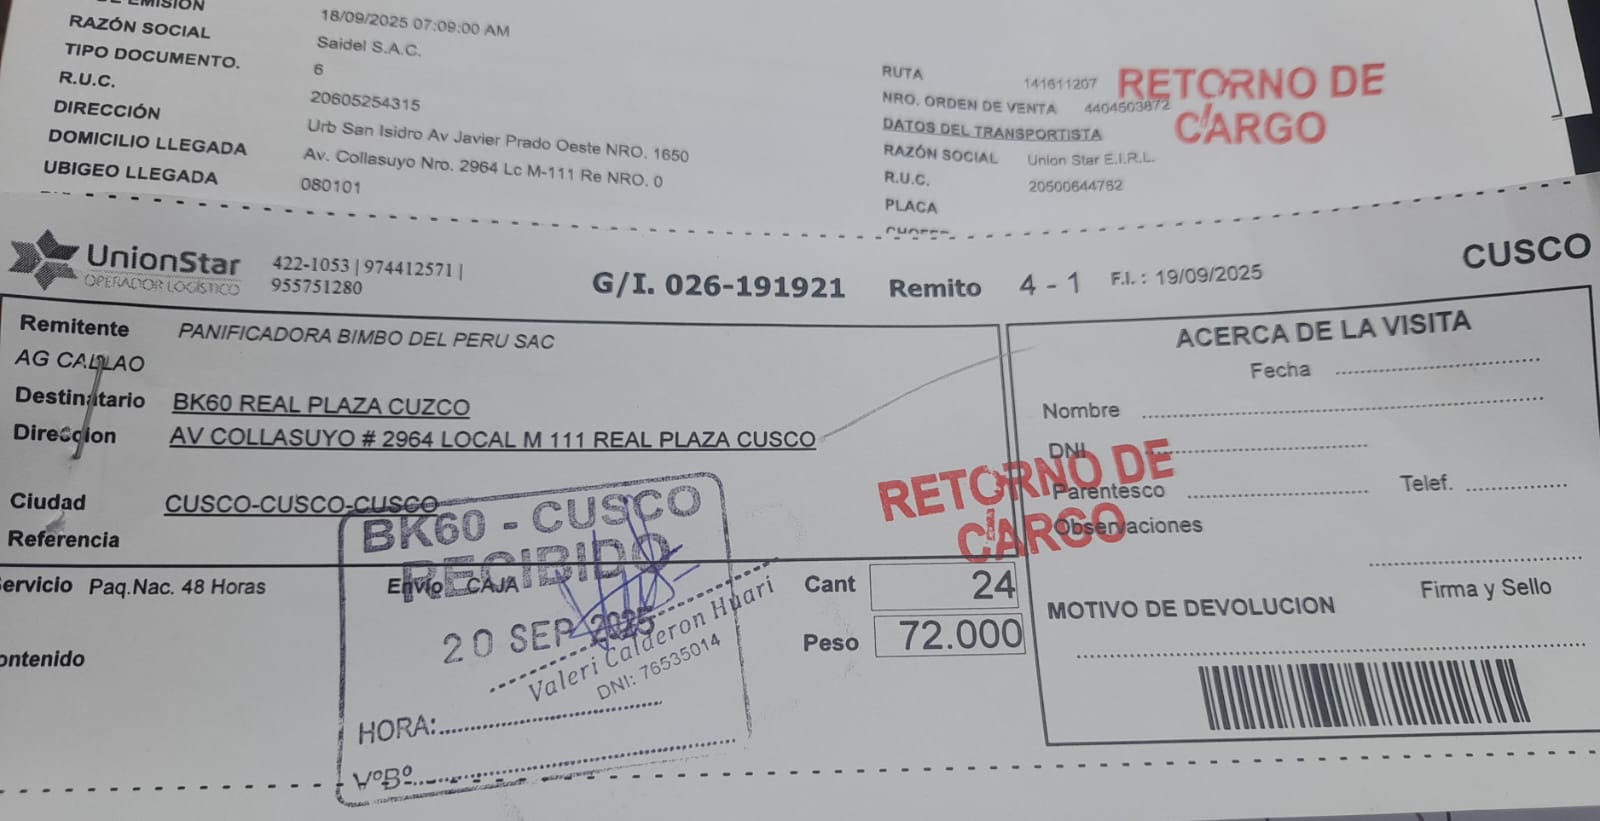 EMISIÓN
18/09/2025 07:09:00 AM
RAZÓN SOCIAL
Saidel S.A.C.
TIPO DOCUMENTO.
6
R.U.C.
20605254315
DIRECCIÓN
Urb San Isidro Av Javier Prado Oeste NRO. 1650
DOMICILIO LLEGADA
Av. Collasuyo Nro. 2964 Lc M-111 Re NRO. 0
UBIGEO LLEGADA
080101
RUTA 141611207
NRO. ORDEN DE VENTA 4404503872
DATOS DEL TRANSPORTISTA
RAZÓN SOCIAL Union Star E.I.R.L.
R.U.C. 20500644762
PLACA
RETORNO DE
CARGO
UnionStar
OPERADOR LOGÍSTICO
422-1053 | 974412571 |
955751280
G/I. 026-191921 Remito 4 - 1 F.I. : 19/09/2025 CUSCO
Remitente PANIFICADORA BIMBO DEL PERU SAC
AG CALLAO
Destinatario BK60 REAL PLAZA CUZCO
Direccion AV COLLASUYO # 2964 LOCAL M 111 REAL PLAZA CUSCO
Ciudad CUSCO-CUSCO-CUSCO
Referencia
ervicio Paq.Nac. 48 Horas Envío CAJA
Cant 24
Peso 72.000
ontenido
BK60 - CUSCO
RECIBIDO
20 SEP 2025
Valeri Calderon Huari
DNI: 76535014
HORA:
VºBº
RETORNO DE
CARGO
ACERCA DE LA VISITA
Fecha
Nombre
DNI
Parentesco Telef.
Observaciones
Firma y Sello
MOTIVO DE DEVOLUCION